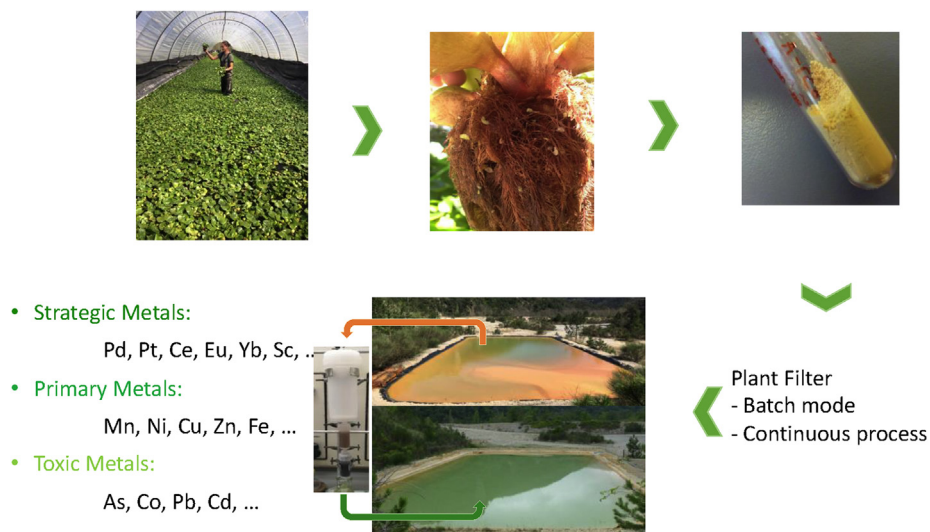 • Strategic Metals:
Pd, Pt, Ce, Eu, Yb, Sc, ..
• Primary Metals:
Mn, Ni, Cu, Zn, Fe, ...
• Toxic Metals:
As, Co, Pb, Cd, ...
Plant Filter
- Batch mode
- Continuous process